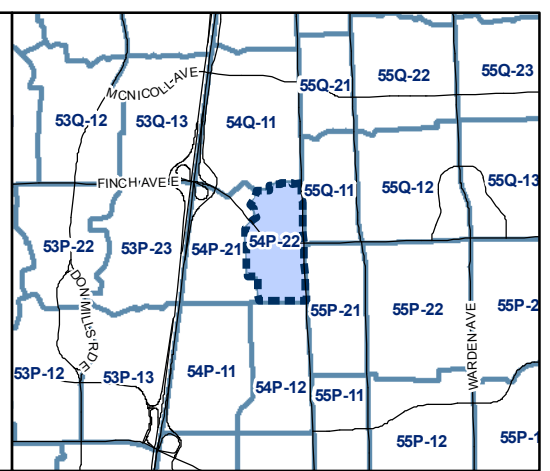 55Q-21
55Q-22
55Q-23
MCNICOLL AVE
53Q-12
53Q-13
54Q-11
FINCH AVE E
55Q-11
55Q-12
55Q-13
53P-22
53P-23
54P-21
54P-22
DON MILLS RD E
55P-21
55P-22
55P-2
WARDEN AVE
53P-12
53P-13
54P-11
54P-12
55P-11
55P-12
55P-1